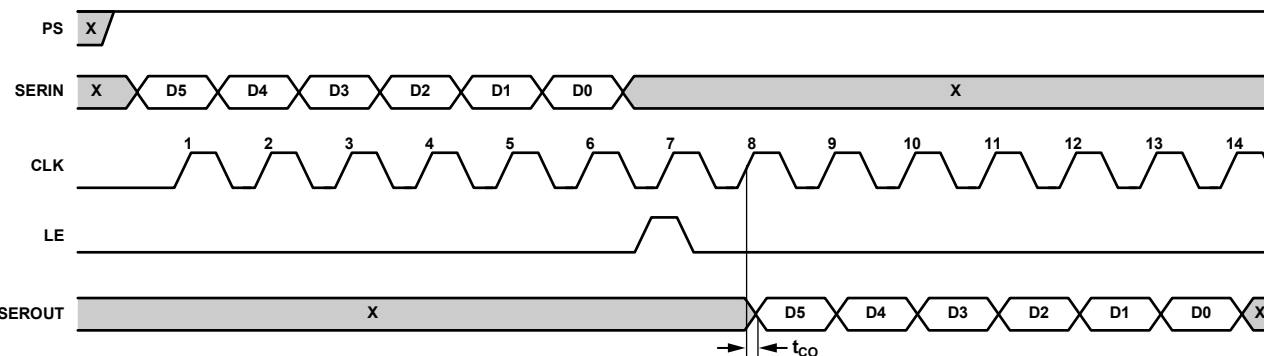 PS X
SERIN X D5 D4 D3 D2 D1 D0 X
1 2 3 4 5 6 7 8 9 10 11 12 13 14
CLK
LE
SEROUT X D5 D4 D3 D2 D1 D0 X
tCO